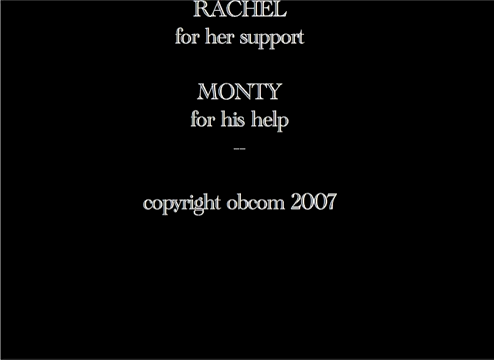 RACHEL
for her support
MONTY
for his help
--
copyright obcom 2007